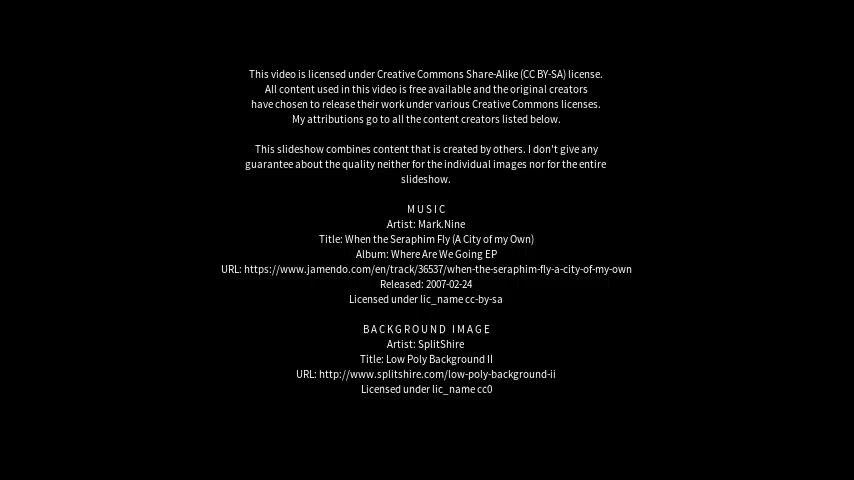 This video is licensed under Creative Commons Share-Alike (CC BY-SA) license.
All content used in this video is free available and the original creators
have chosen to release their work under various Creative Commons licenses.
My attributions go to all the content creators listed below.
This slideshow combines content that is created by others. I don't give any
guarantee about the quality neither for the individual images nor for the entire
slideshow.
MUSIC
Artist: Mark.Nine
Title: When the Seraphim Fly (A City of my Own)
Album: Where Are We Going EP
URL: https://www.jamendo.com/en/track/36537/when-the-seraphim-fly-a-city-of-my-own
Released: 2007-02-24
Licensed under lic_name cc-by-sa
BACKGROUND IMAGE
Artist: SplitShire
Title: Low Poly Background II
URL: http://www.splitshire.com/low-poly-background-ii
Licensed under lic_name cc0